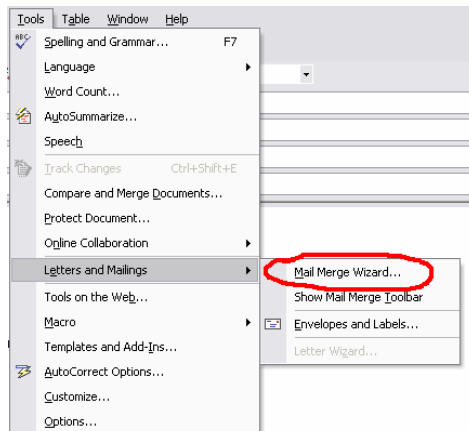 Tools Table Window Help
ABC Spelling and Grammar... F7
Language
Word Count...
AutoSummarize...
Speech
Track Changes Ctrl+Shift+E
Compare and Merge Documents...
Protect Document...
Online Collaboration
Letters and Mailings
Mail Merge Wizard...
Tools on the Web...
Show Mail Merge Toolbar
Macro
Envelopes and Labels...
Templates and Add-Ins...
Letter Wizard...
AutoCorrect Options...
Customize...
Options...